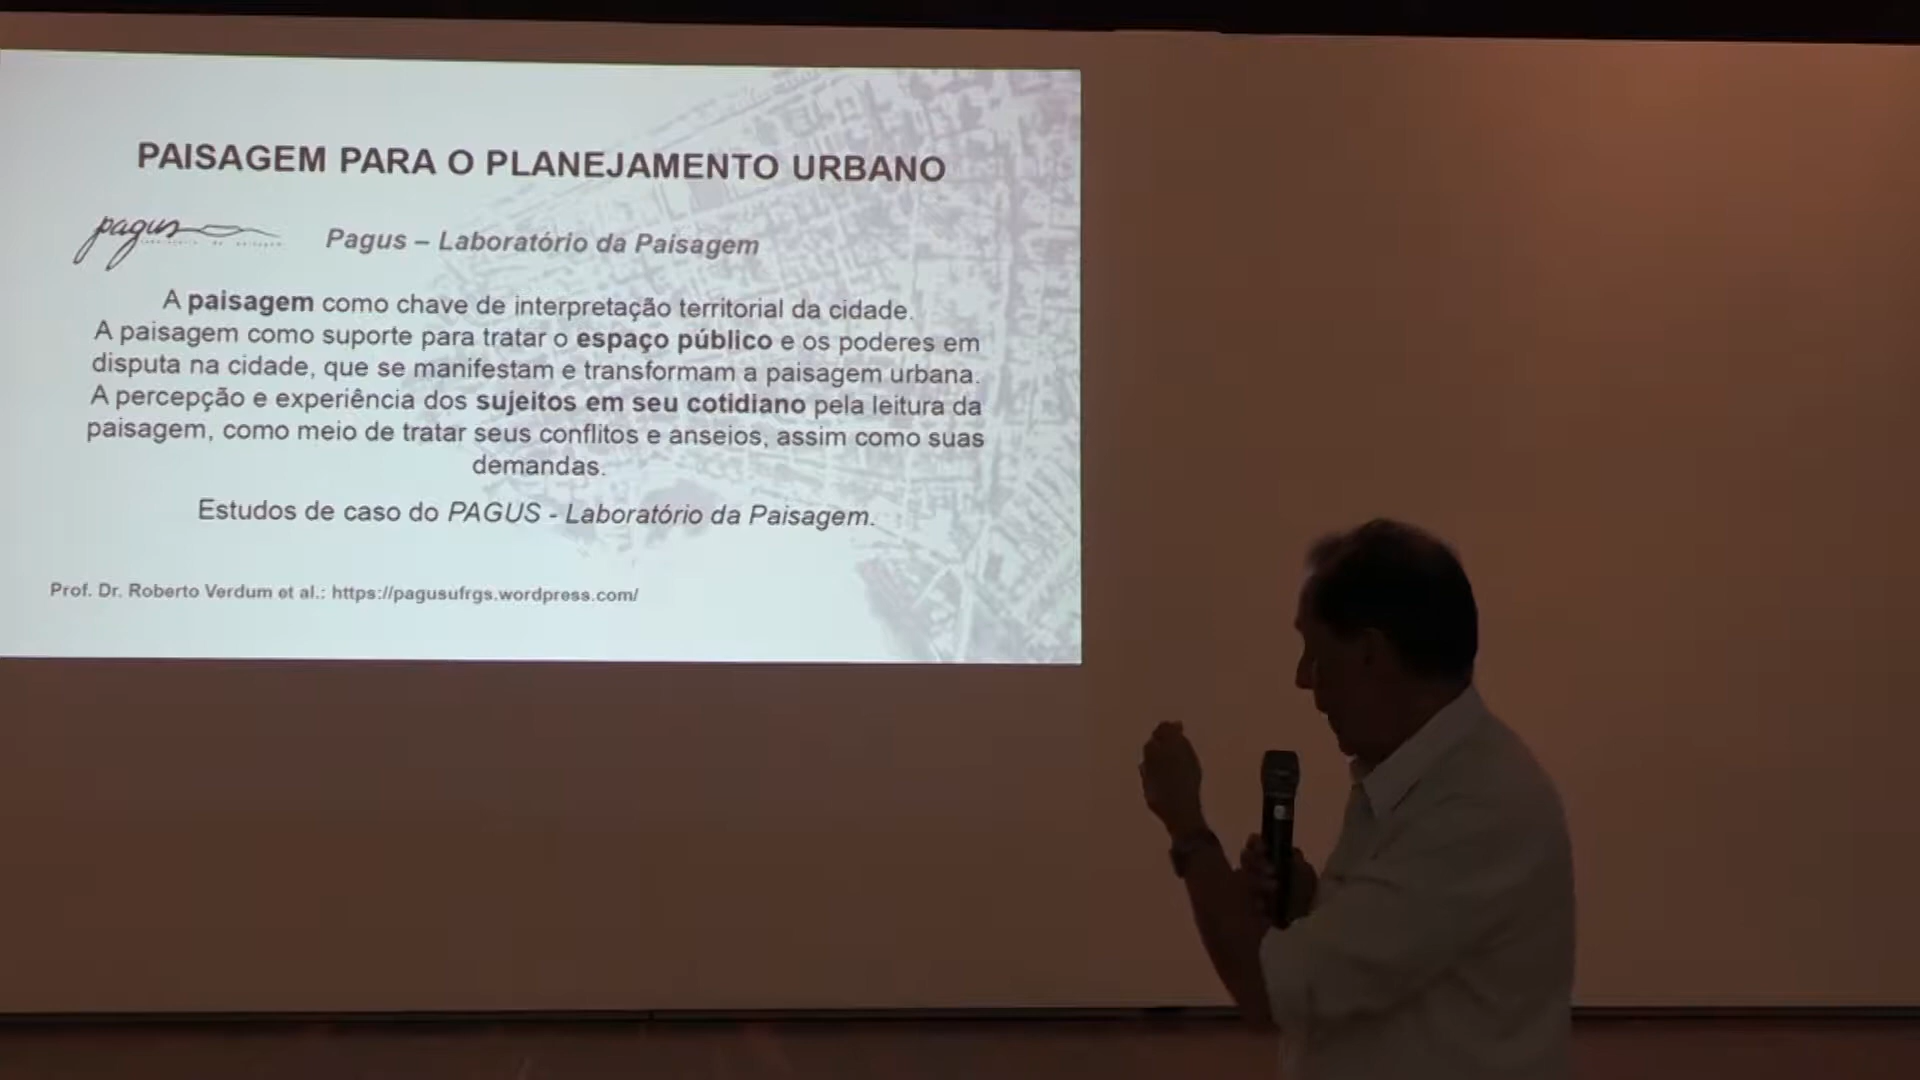 PAISAGEM PARA O PLANEJAMENTO URBANO
pagus
Pagus – Laboratório da Paisagem
A paisagem como chave de interpretação territorial da cidade.
A paisagem como suporte para tratar o espaço público e os poderes em
disputa na cidade, que se manifestam e transformam a paisagem urbana.
A percepção e experiência dos sujeitos em seu cotidiano pela leitura da
paisagem, como meio de tratar seus conflitos e anseios, assim como suas
demandas.
Estudos de caso do PAGUS - Laboratório da Paisagem.
Prof. Dr. Roberto Verdum et al.: https://pagusufrgs.wordpress.com/